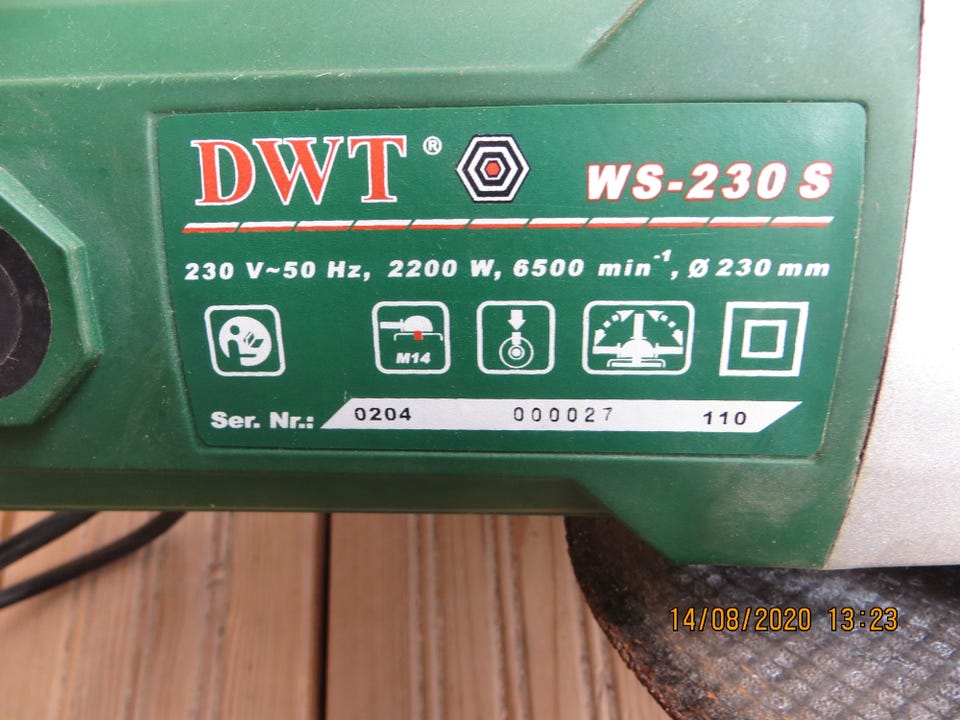 DWT ® WS-230 S
230 V~50 Hz, 2200 W, 6500 min⁻¹, Ø 230 mm
M14
Ser. Nr.: 0204 000027 110
14/08/2020 13:23